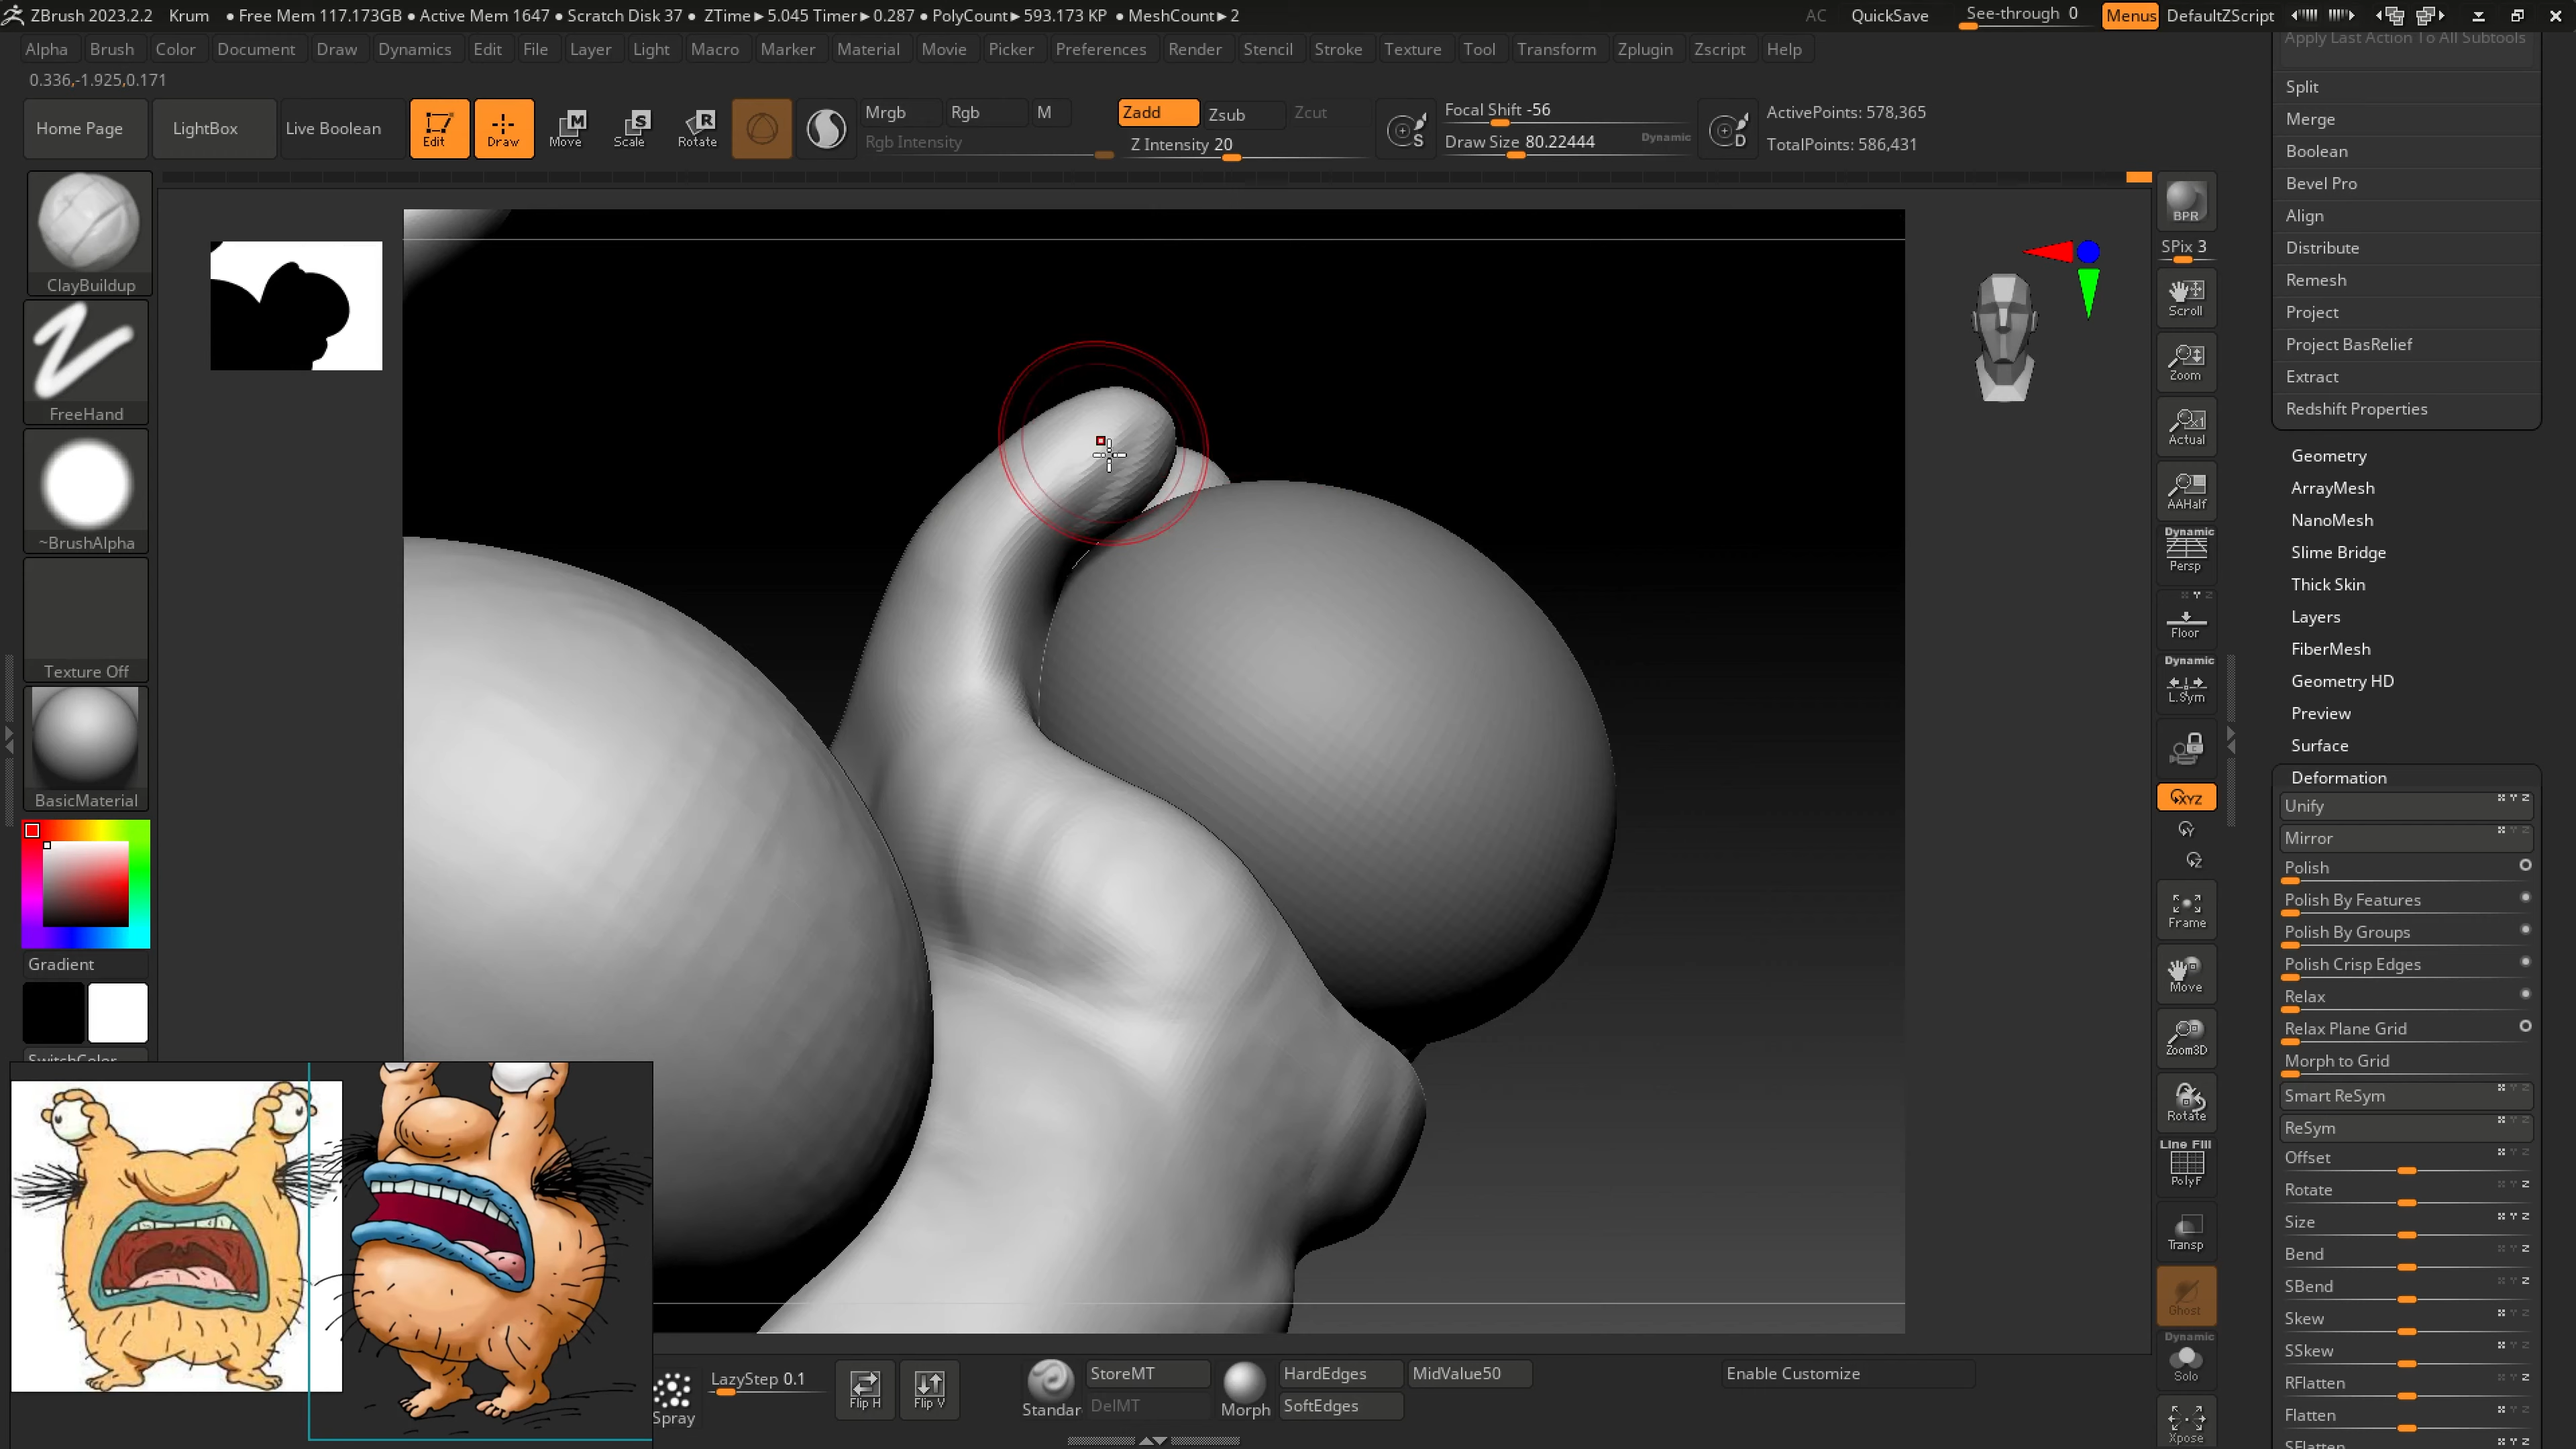 ZBrush 2023.2.2 Krum ● Free Mem 117.173GB ● Active Mem 1647 ● Scratch Disk 37 ● ZTime►5.045 Timer►0.287 ● PolyCount►593.173 KP ● MeshCount►2 AC QuickSave See-through 0 Menus DefaultZScript
Alpha Brush Color Document Draw Dynamics Edit File Layer Light Macro Marker Material Movie Picker Preferences Render Stencil Stroke Texture Tool Transform Zplugin Zscript Help
0.336,-1.925,0.171
Home Page LightBox Live Boolean Edit Draw Move Scale Rotate
M S R
Mrgb Rgb M
Rgb Intensity
Zadd Zsub Zcut
Z Intensity 20
S
Focal Shift -56
Draw Size 80.22444 Dynamic
D
ActivePoints: 578,365
TotalPoints: 586,431
ClayBuildup
FreeHand
~BrushAlpha
Texture Off
BasicMaterial
Gradient
SwitchColor
BPR
SPix 3
Scroll
Zoom
Actual
AAHalf
Dynamic
Persp
Floor
Dynamic
L.Sym
XYZ
Y
Z
Frame
Move
Zoom3D
Rotate
Line Fill
PolyF
Transp
Ghost
Dynamic
Solo
Xpose
Apply Last Action To All Subtools
Split
Merge
Boolean
Bevel Pro
Align
Distribute
Remesh
Project
Project BasRelief
Extract
Redshift Properties
Geometry
ArrayMesh
NanoMesh
Slime Bridge
Thick Skin
Layers
FiberMesh
Geometry HD
Preview
Surface
Deformation
Unify
Mirror
Polish
Polish By Features
Polish By Groups
Polish Crisp Edges
Relax
Relax Plane Grid
Morph to Grid
Smart ReSym
ReSym
Offset
Rotate
Size
Bend
SBend
Skew
SSkew
RFlatten
Flatten
SFlatten
Spray
LazyStep 0.1
Flip H
Flip V
Standar
StoreMT
DelMT
Morph
HardEdges
SoftEdges
MidValue50
Enable Customize